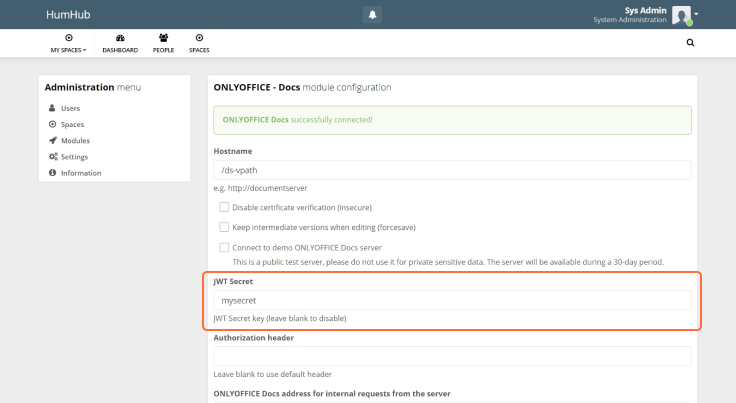 HumHub
Sys Admin
System Administration
MY SPACES
DASHBOARD
PEOPLE
SPACES
Administration menu
Users
Spaces
Modules
Settings
Information
ONLYOFFICE - Docs module configuration
ONLYOFFICE Docs successfully connected!
Hostname
/ds-vpath
e.g. http://documentserver
Disable certificate verification (insecure)
Keep intermediate versions when editing (forcesave)
Connect to demo ONLYOFFICE Docs server
This is a public test server, please do not use it for private sensitive data. The server will be available during a 30-day period.
JWT Secret
mysecret
JWT Secret key (leave blank to disable)
Authorization header
Leave blank to use default header
ONLYOFFICE Docs address for internal requests from the server